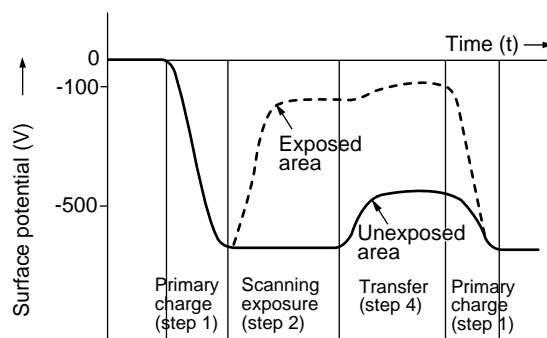 Time (t)
0
-100
-500
Surface potential (V)
Exposed
area
Unexposed
area
Primary
charge
(step 1)
Scanning
exposure
(step 2)
Transfer
(step 4)
Primary
charge
(step 1)